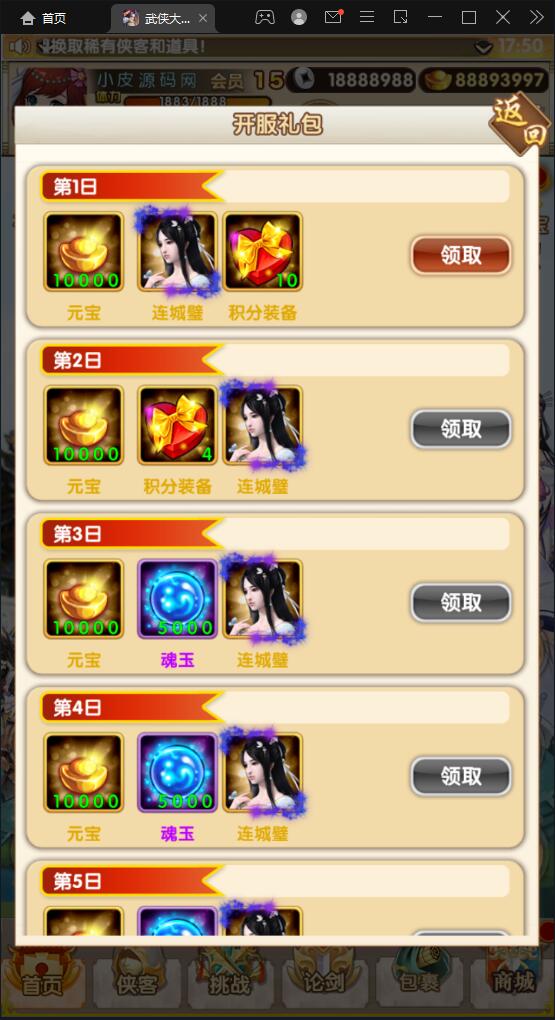 首页
武侠大...
换取稀有侠客和道具!
17:50
小皮源码网 会员 15 18888988 88893997
体力 1883/1888
开服礼包
返回
第1日
10000 10
元宝 连城璧 积分装备
领取
第2日
10000 4
元宝 积分装备 连城璧
领取
第3日
10000 5000
元宝 魂玉 连城璧
领取
第4日
10000 5000
元宝 魂玉 连城璧
领取
第5日
首页 侠客 挑战 论剑 包裹 商城